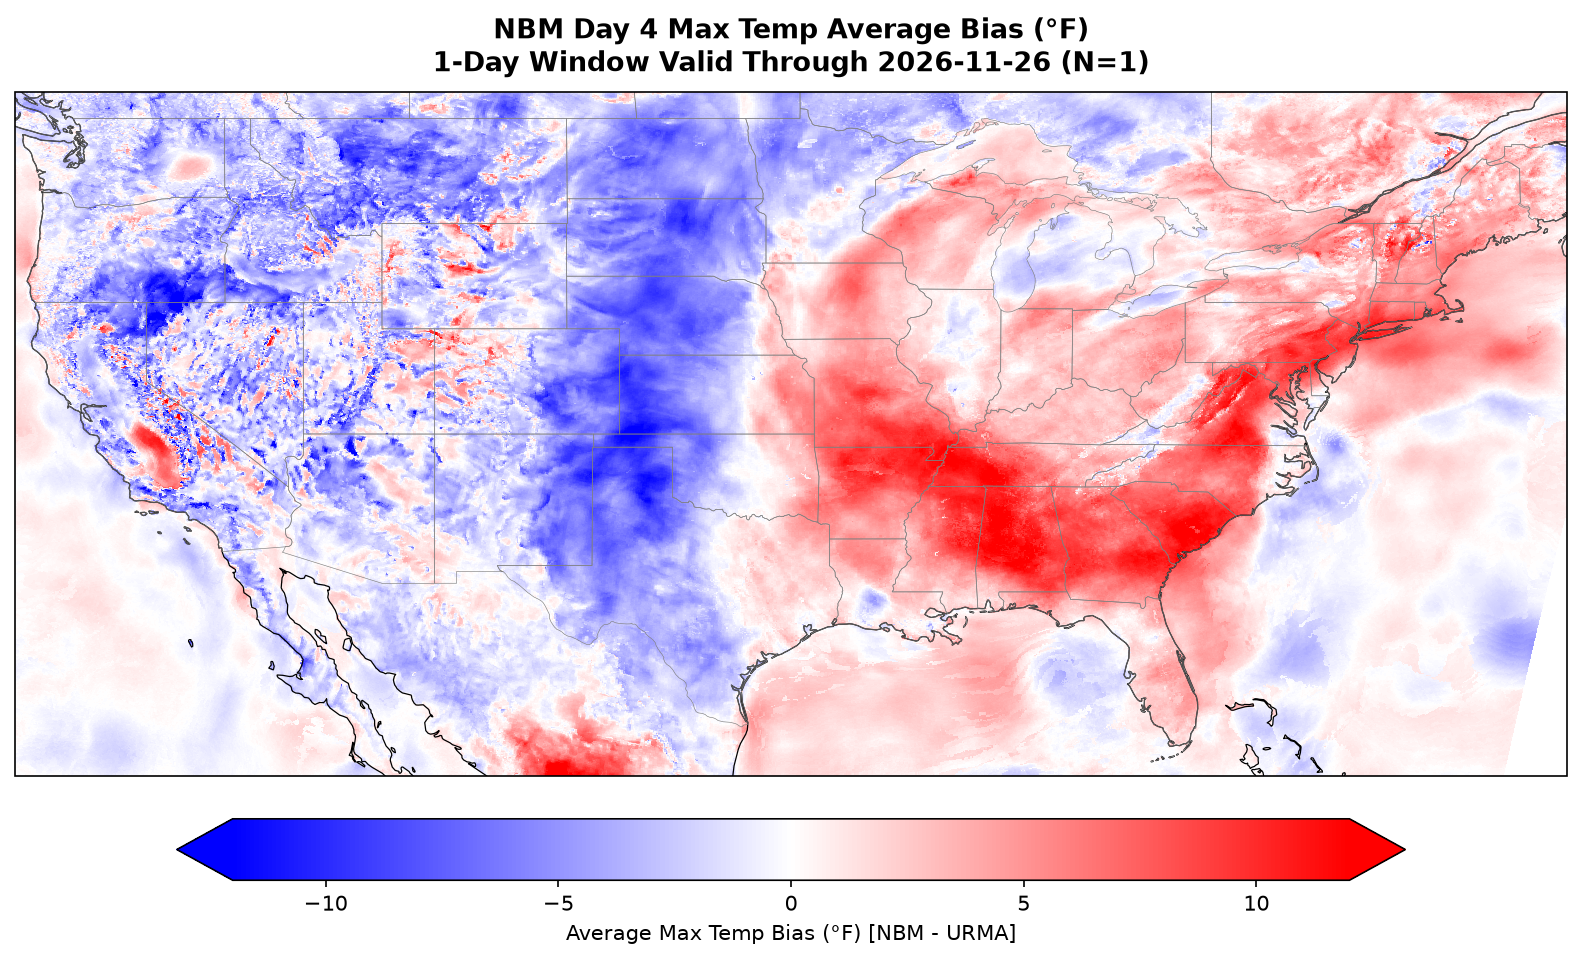 NBM Day 4 Max Temp Average Bias (°F)
1-Day Window Valid Through 2026-11-26 (N=1)
−10 −5 0 5 10
Average Max Temp Bias (°F) [NBM - URMA]